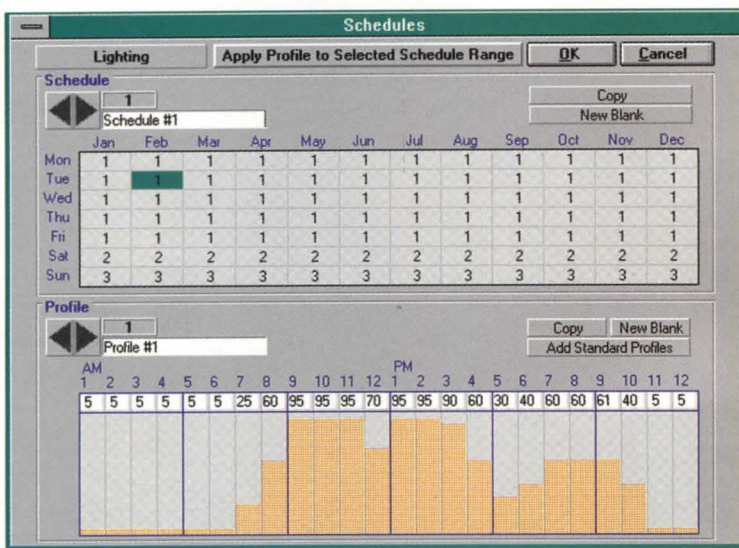 Schedules
Lighting Apply Profile to Selected Schedule Range OK Cancel
Schedule
1
Schedule #1
Copy
New Blank
Jan Feb Mar Apr May Jun Jul Aug Sep Oct Nov Dec
Mon 1 1 1 1 1 1 1 1 1 1 1 1
Tue 1 1 1 1 1 1 1 1 1 1 1 1
Wed 1 1 1 1 1 1 1 1 1 1 1 1
Thu 1 1 1 1 1 1 1 1 1 1 1 1
Fri 1 1 1 1 1 1 1 1 1 1 1 1
Sat 2 2 2 2 2 2 2 2 2 2 2 2
Sun 3 3 3 3 3 3 3 3 3 3 3 3
Profile
1
Profile #1
Copy New Blank
Add Standard Profiles
AM PM
1 2 3 4 5 6 7 8 9 10 11 12 1 2 3 4 5 6 7 8 9 10 11 12
5 5 5 5 5 5 25 60 95 95 95 70 95 95 90 60 30 40 60 60 61 40 5 5